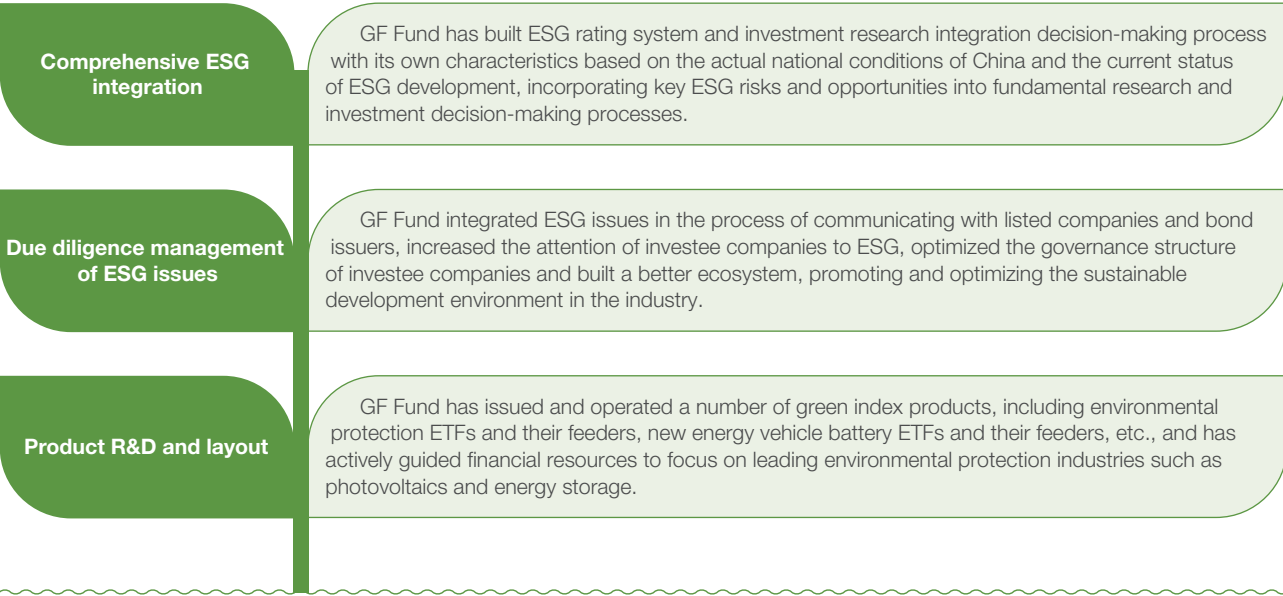 Comprehensive ESG
integration
GF Fund has built ESG rating system and investment research integration decision-making process
with its own characteristics based on the actual national conditions of China and the current status
of ESG development, incorporating key ESG risks and opportunities into fundamental research and
investment decision-making processes.
Due diligence management
of ESG issues
GF Fund integrated ESG issues in the process of communicating with listed companies and bond
issuers, increased the attention of investee companies to ESG, optimized the governance structure
of investee companies and built a better ecosystem, promoting and optimizing the sustainable
development environment in the industry.
Product R&D and layout
GF Fund has issued and operated a number of green index products, including environmental
protection ETFs and their feeders, new energy vehicle battery ETFs and their feeders, etc., and has
actively guided financial resources to focus on leading environmental protection industries such as
photovoltaics and energy storage.